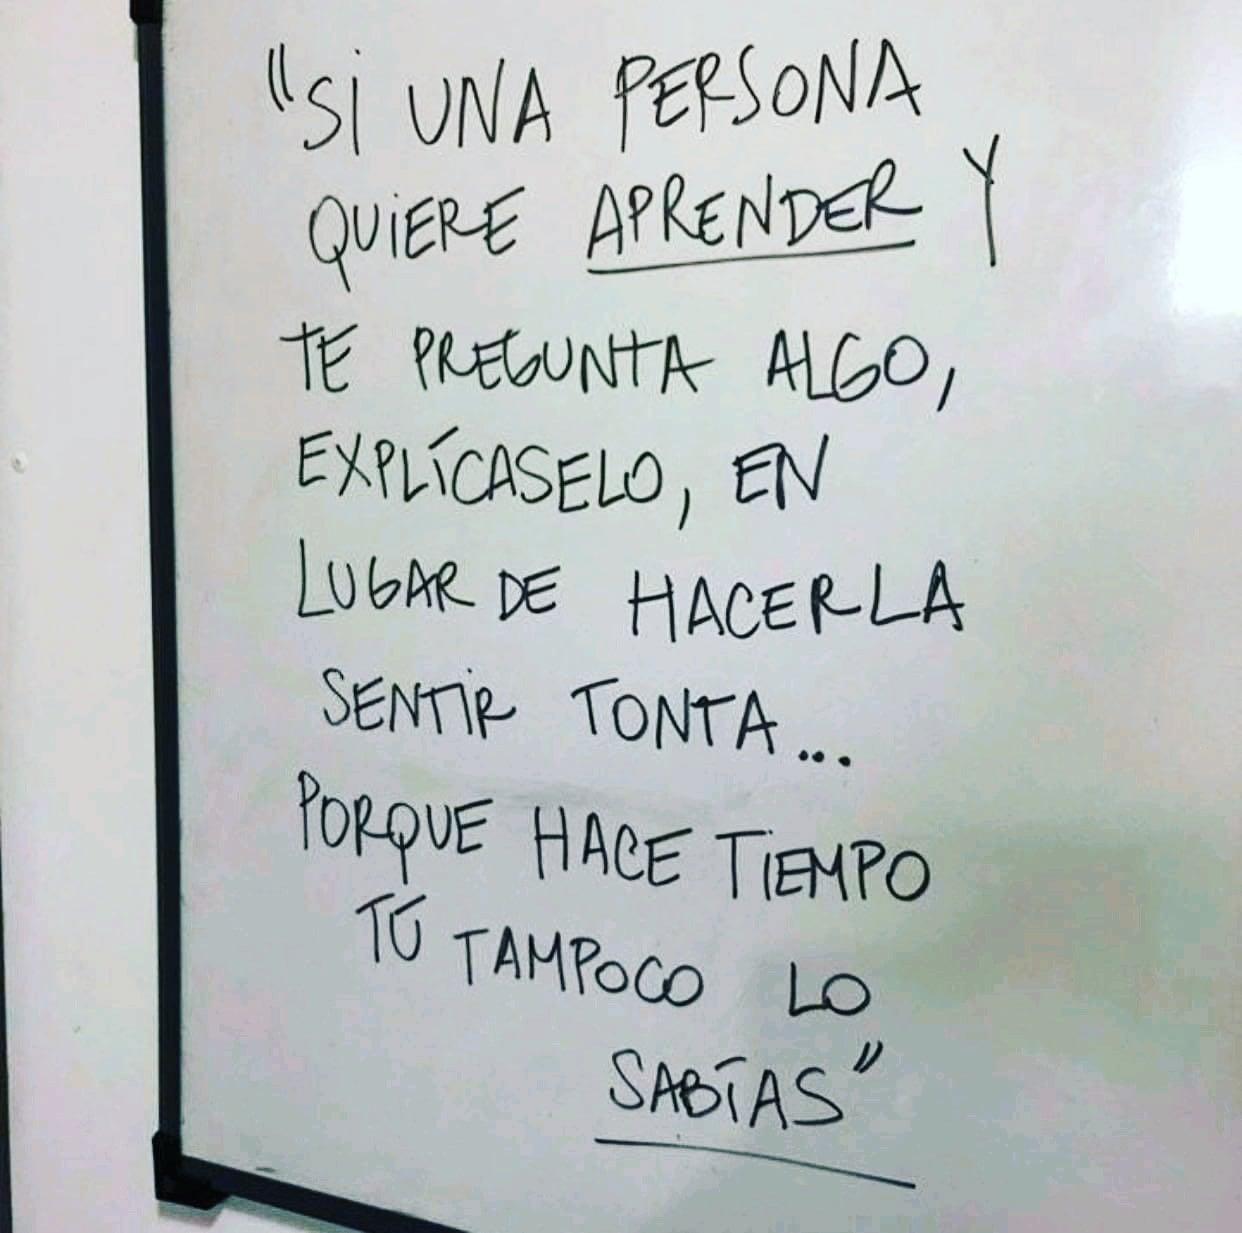 "SI UNA PERSONA
QUIERE APRENDER Y
TE PREGUNTA ALGO,
EXPLÍCASELO, EN
LUGAR DE HACERLA
SENTIR TONTA...
PORQUE HACE TIEMPO
TÚ TAMPOCO LO
SABÍAS"